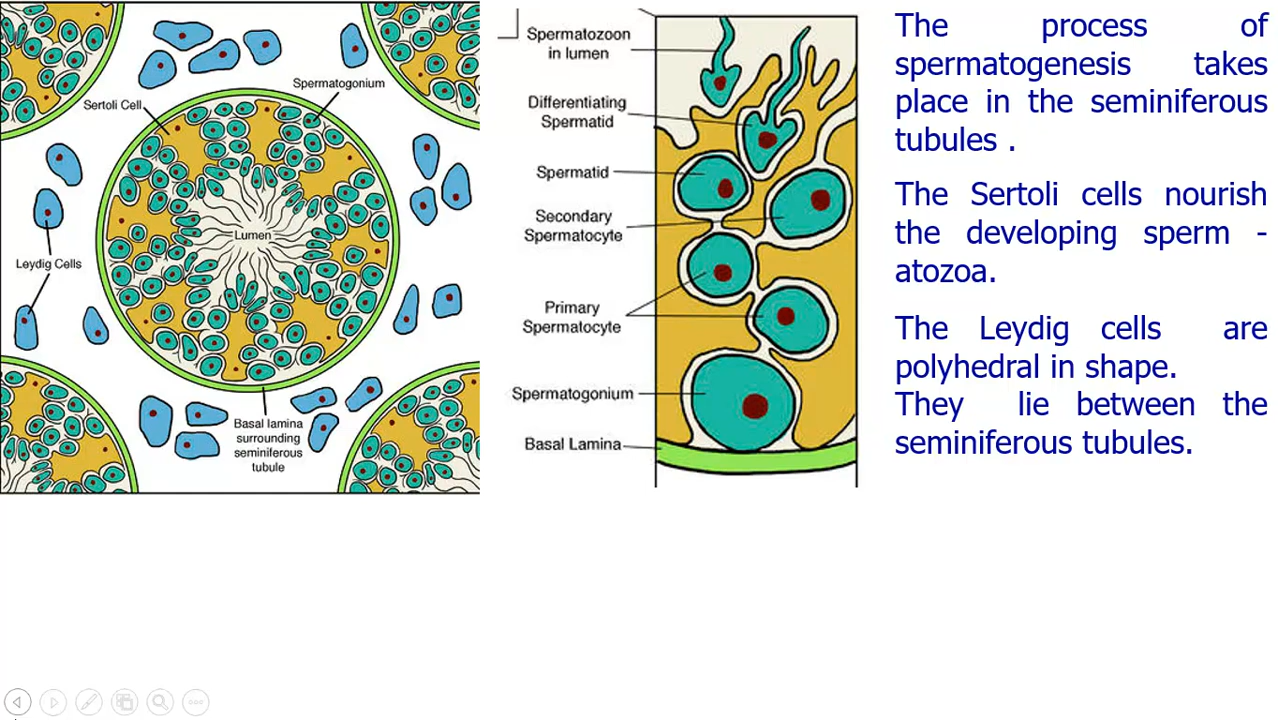 Spermatogonium
Sertoli Cell
Lumen
Leydig Cells
Basal lamina
surrounding
seminiferous
tubule
Spermatozoon
in lumen
Differentiating
Spermatid
Spermatid
Secondary
Spermatocyte
Primary
Spermatocyte
Spermatogonium
Basal Lamina
The process of
spermatogenesis takes
place in the seminiferous
tubules .
The Sertoli cells nourish
the developing sperm -
atozoa.
The Leydig cells are
polyhedral in shape.
They lie between the
seminiferous tubules.